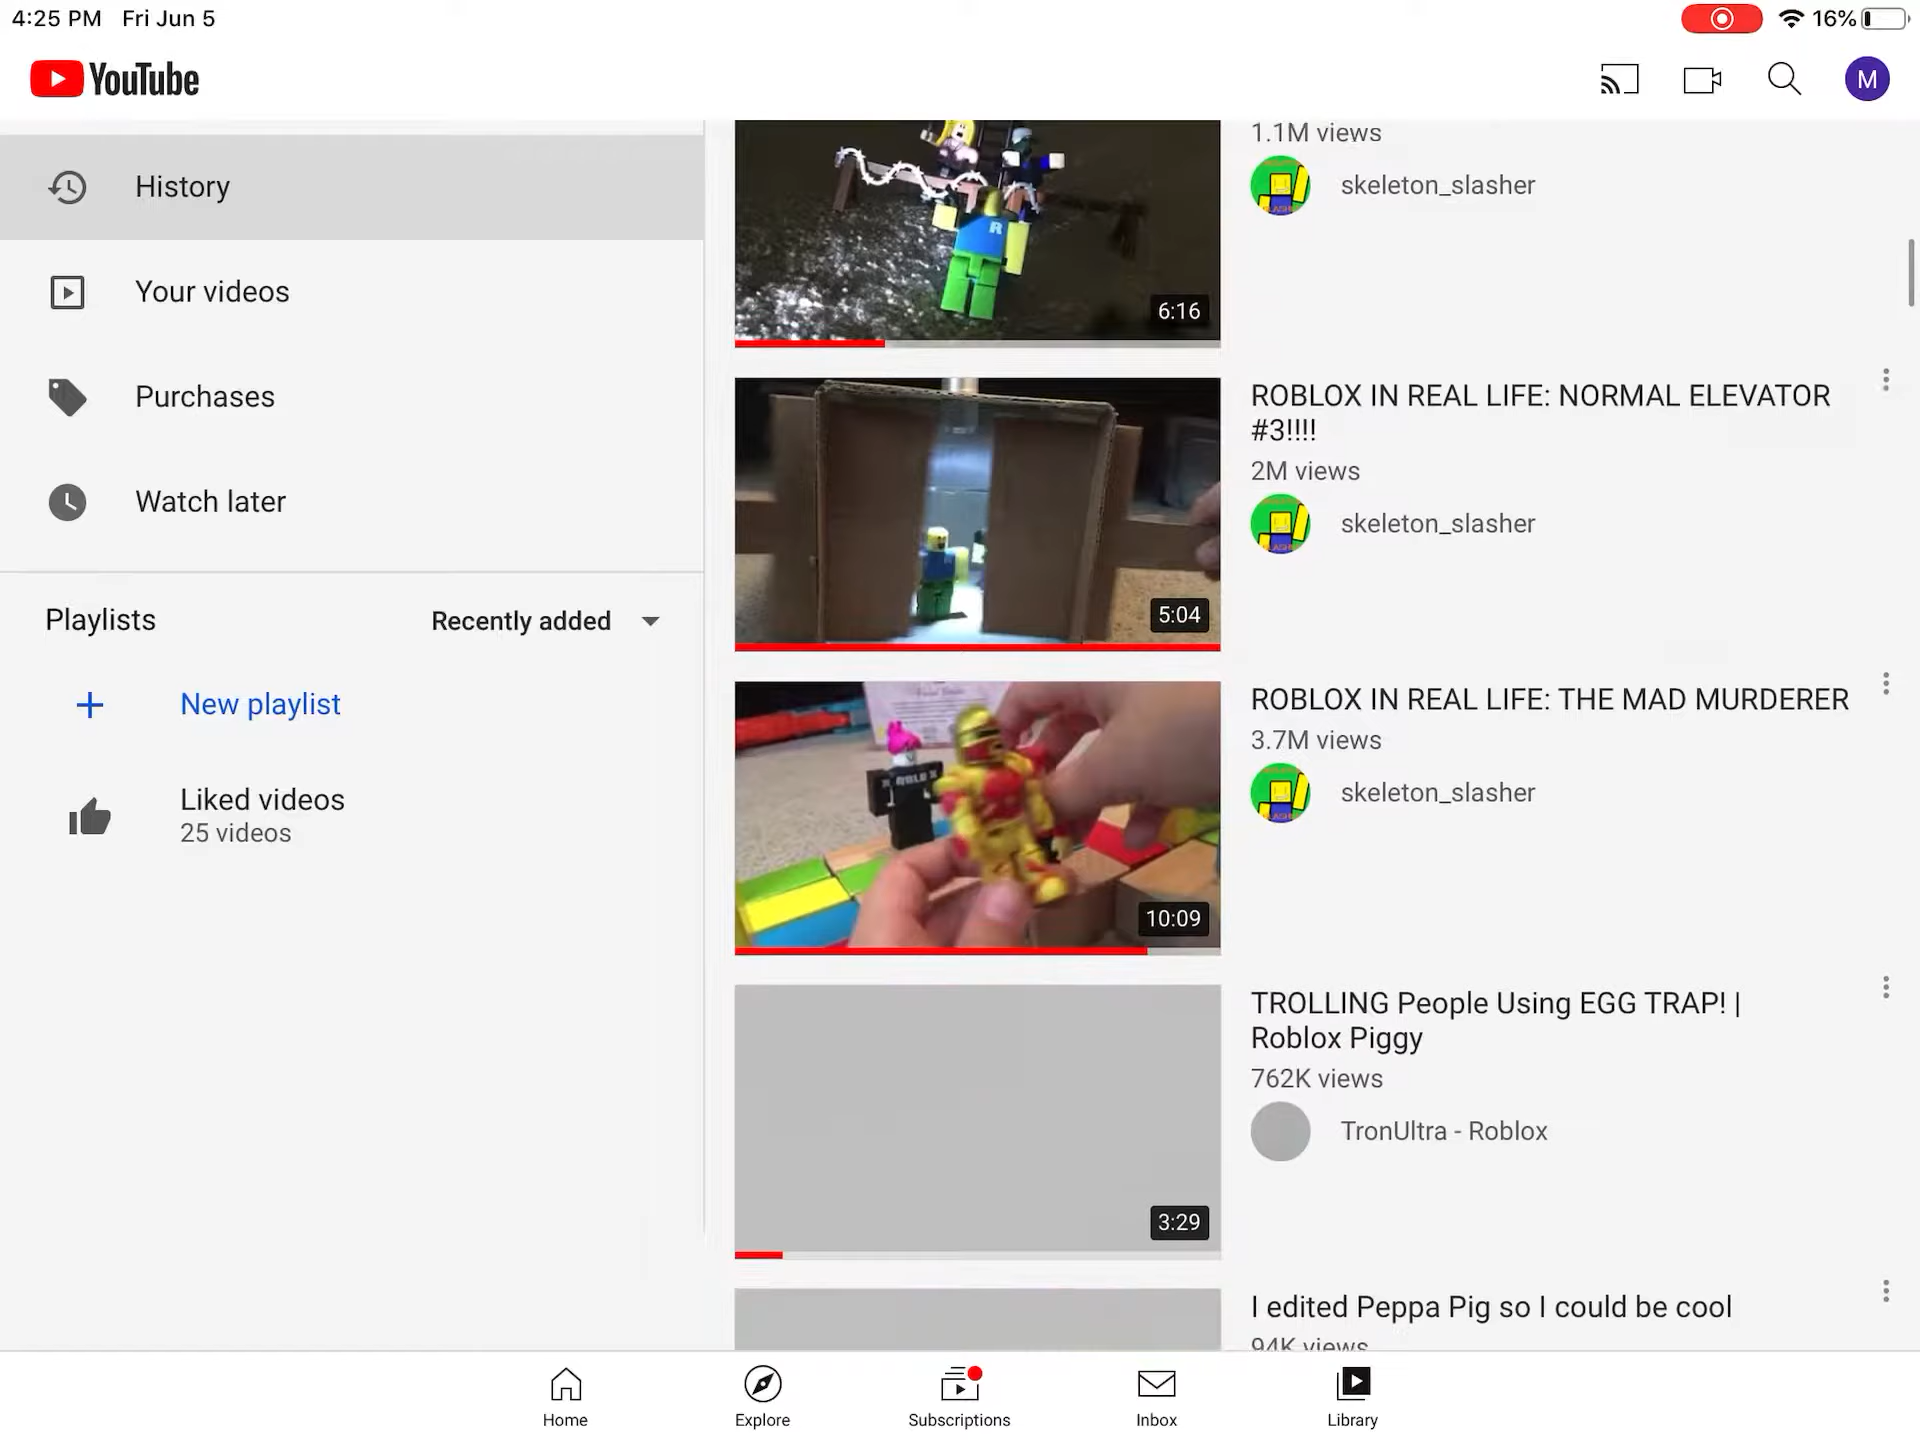 4:25 PM Fri Jun 5
16%
YouTube
M
History
Your videos
Purchases
Watch later
Playlists
Recently added
New playlist
Liked videos
25 videos
1.1M views
skeleton_slasher
R
6:16
ROBLOX IN REAL LIFE: NORMAL ELEVATOR
#3!!!!
2M views
skeleton_slasher
5:04
ROBLOX IN REAL LIFE: THE MAD MURDERER
3.7M views
skeleton_slasher
ROBLOX
10:09
TROLLING People Using EGG TRAP! |
Roblox Piggy
762K views
TronUltra - Roblox
3:29
I edited Peppa Pig so I could be cool
94K views
Home
Explore
Subscriptions
Inbox
Library